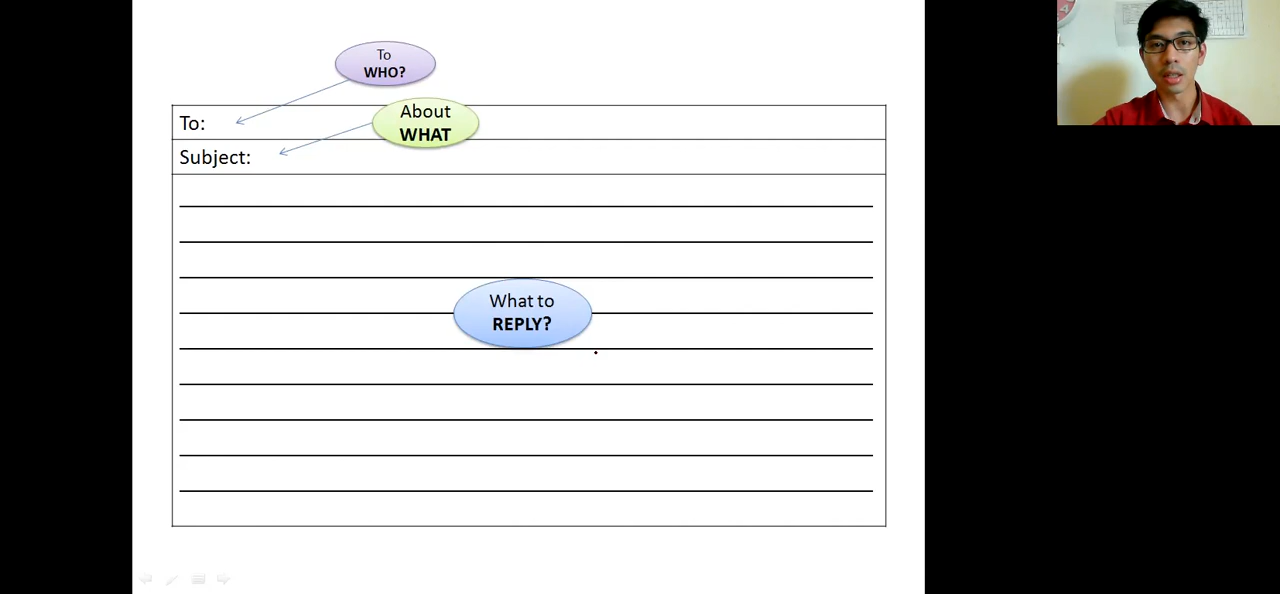 To
WHO?
To:
About
WHAT
Subject:
What to
REPLY?